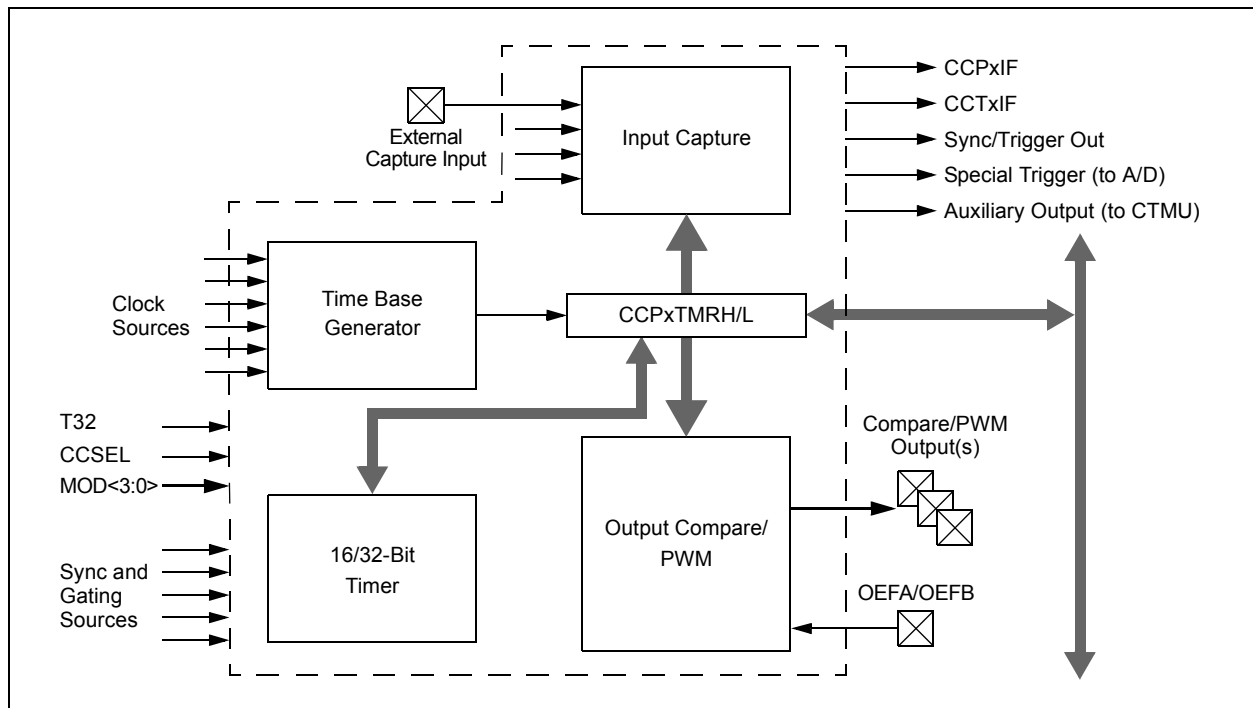 CCPxIF
CCTxIF
Sync/Trigger Out
Special Trigger (to A/D)
Auxiliary Output (to CTMU)
External
Capture Input
Input Capture
Clock
Sources
Time Base
Generator
CCPxTMRH/L
T32
CCSEL
MOD<3:0>
Sync and
Gating
Sources
16/32-Bit
Timer
Output Compare/
PWM
Compare/PWM
Output(s)
OEFA/OEFB